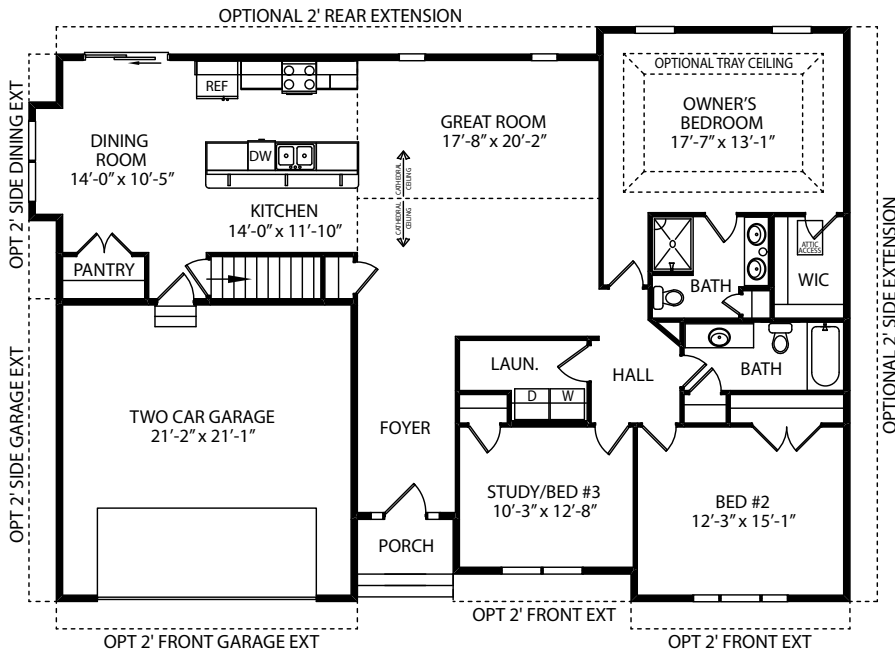 OPTIONAL 2' REAR EXTENSION
OPT 2' SIDE DINING EXT
REF
OPTIONAL TRAY CEILING
GREAT ROOM
17'-8" x 20'-2"
OWNER'S
BEDROOM
17'-7" x 13'-1"
DINING
ROOM
14'-0" x 10'-5"
DW
CATHEDRAL
CEILING
CATHEDRAL
CEILING
KITCHEN
14'-0" x 11'-10"
OPTIONAL 2' SIDE EXTENSION
ATTIC
ACCESS
PANTRY
BATH
WIC
OPT 2' SIDE GARAGE EXT
LAUN.
HALL
BATH
D
W
TWO CAR GARAGE
21'-2" x 21'-1"
FOYER
STUDY/BED #3
10'-3" x 12'-8"
BED #2
12'-3" x 15'-1"
PORCH
OPT 2' FRONT EXT
OPT 2' FRONT GARAGE EXT
OPT 2' FRONT EXT